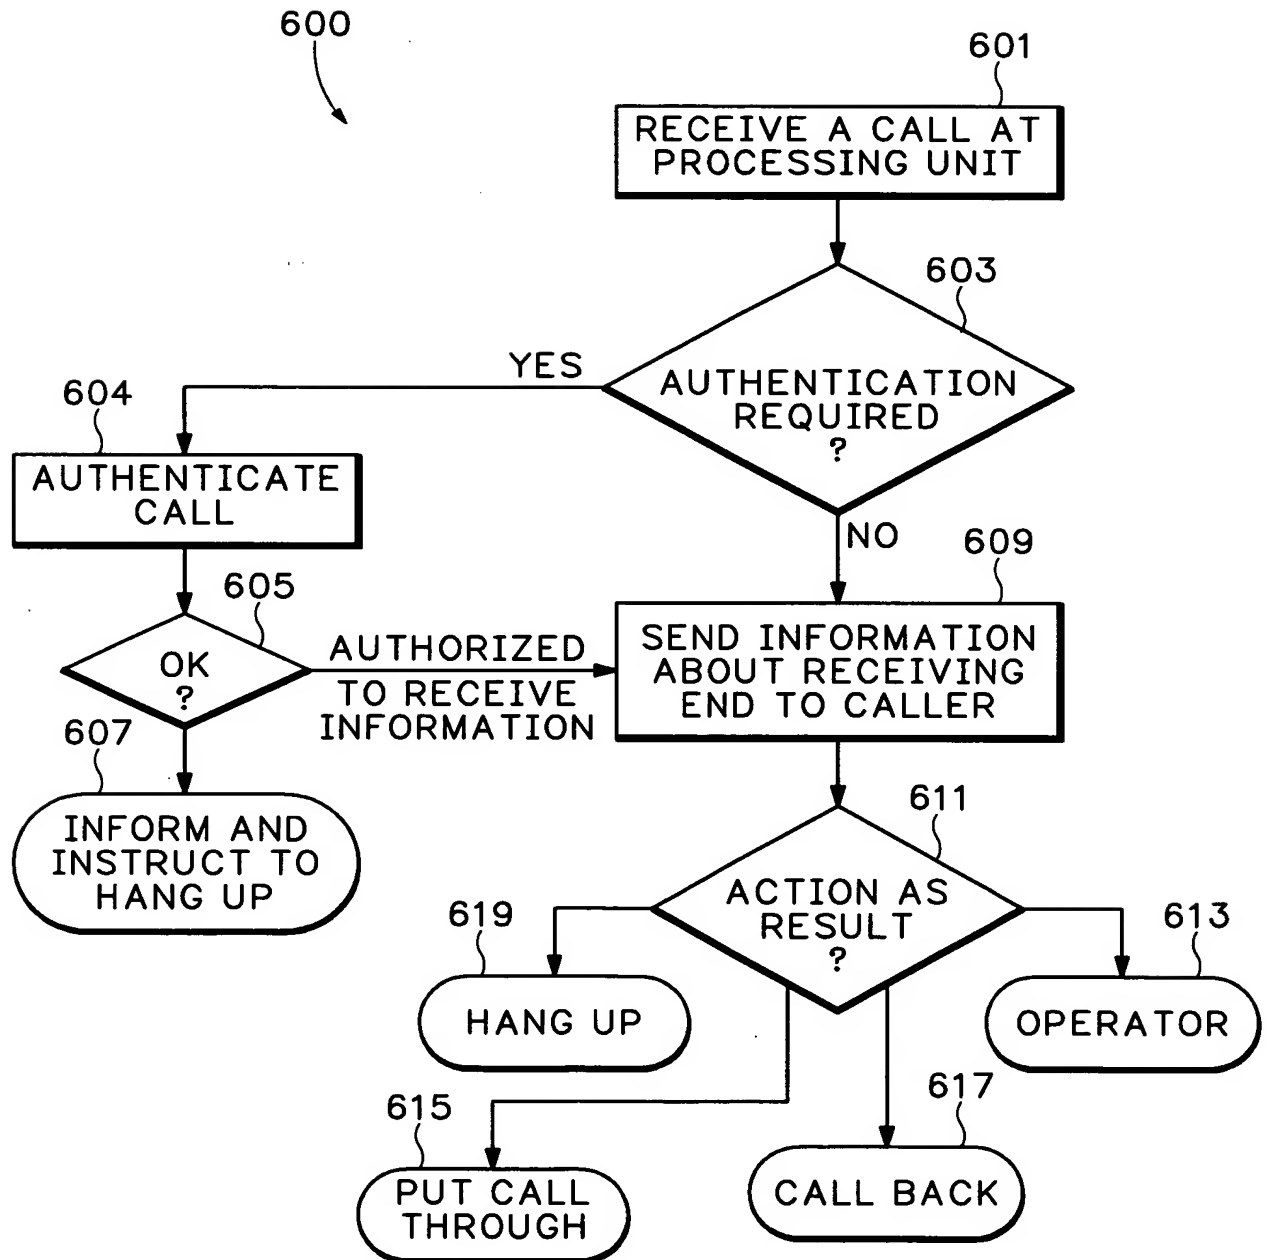 600
601
RECEIVE A CALL AT
PROCESSING UNIT
603
AUTHENTICATION
REQUIRED
?
YES
604
AUTHENTICATE
CALL
NO
605
OK
?
AUTHORIZED
TO RECEIVE
INFORMATION
609
SEND INFORMATION
ABOUT RECEIVING
END TO CALLER
607
INFORM AND
INSTRUCT TO
HANG UP
611
ACTION AS
RESULT
?
619
HANG UP
613
OPERATOR
615
PUT CALL
THROUGH
617
CALL BACK